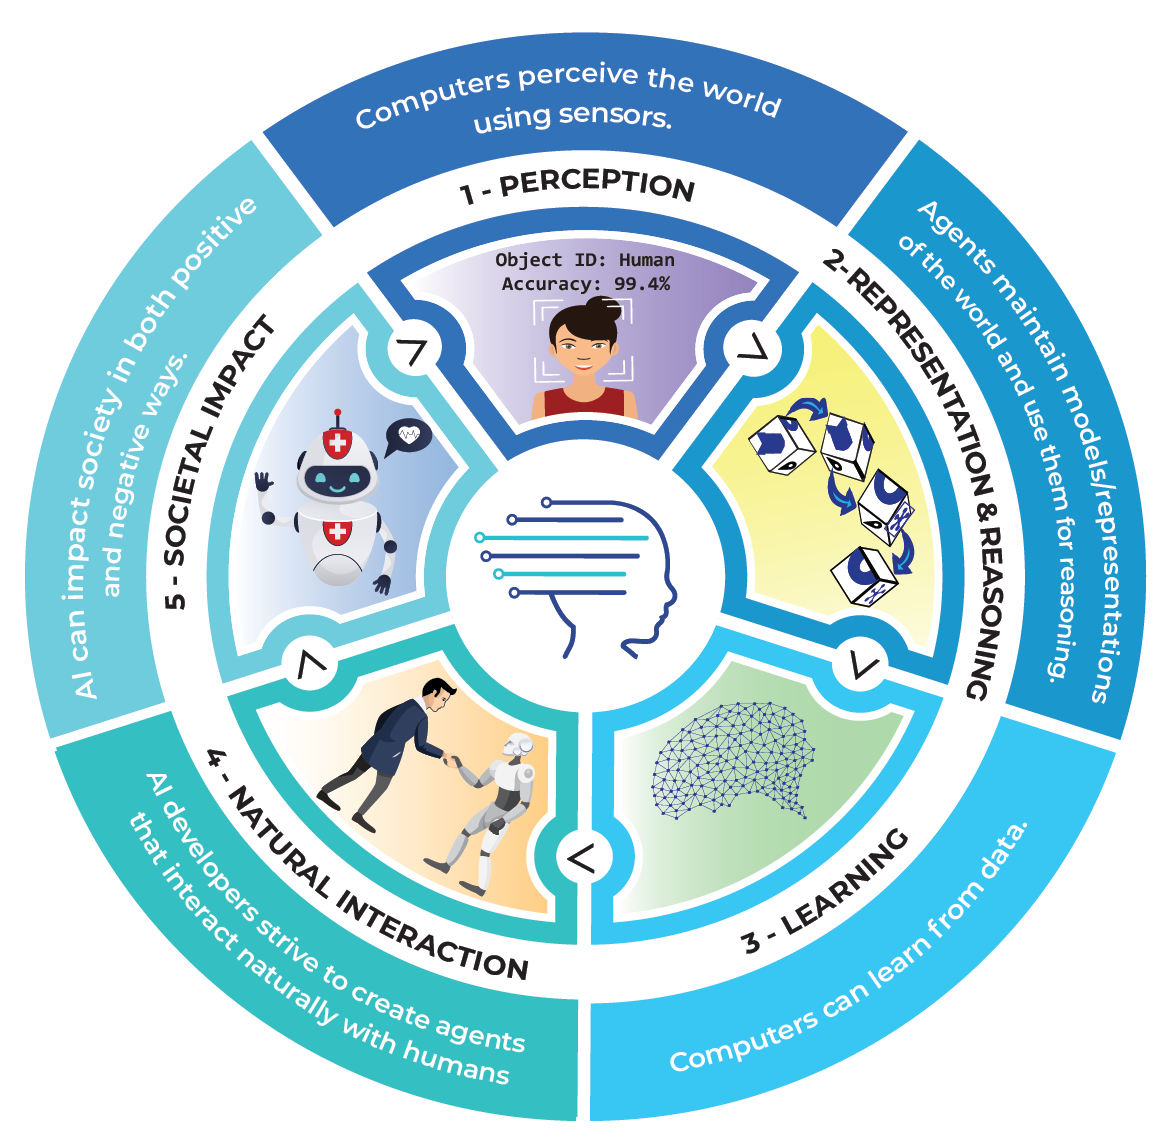 Computers perceive the world
using sensors.
1 - PERCEPTION
Object ID: Human
Accuracy: 99.4%
Agents maintain models/representations
of the world and use them for reasoning.
2-REPRESENTATION & REASONING
3 - LEARNING
Computers can learn from data.
4 - NATURAL INTERACTION
AI developers strive to create agents
that interact naturally with humans
AI can impact society in both positive
and negative ways.
5 - SOCIETAL IMPACT